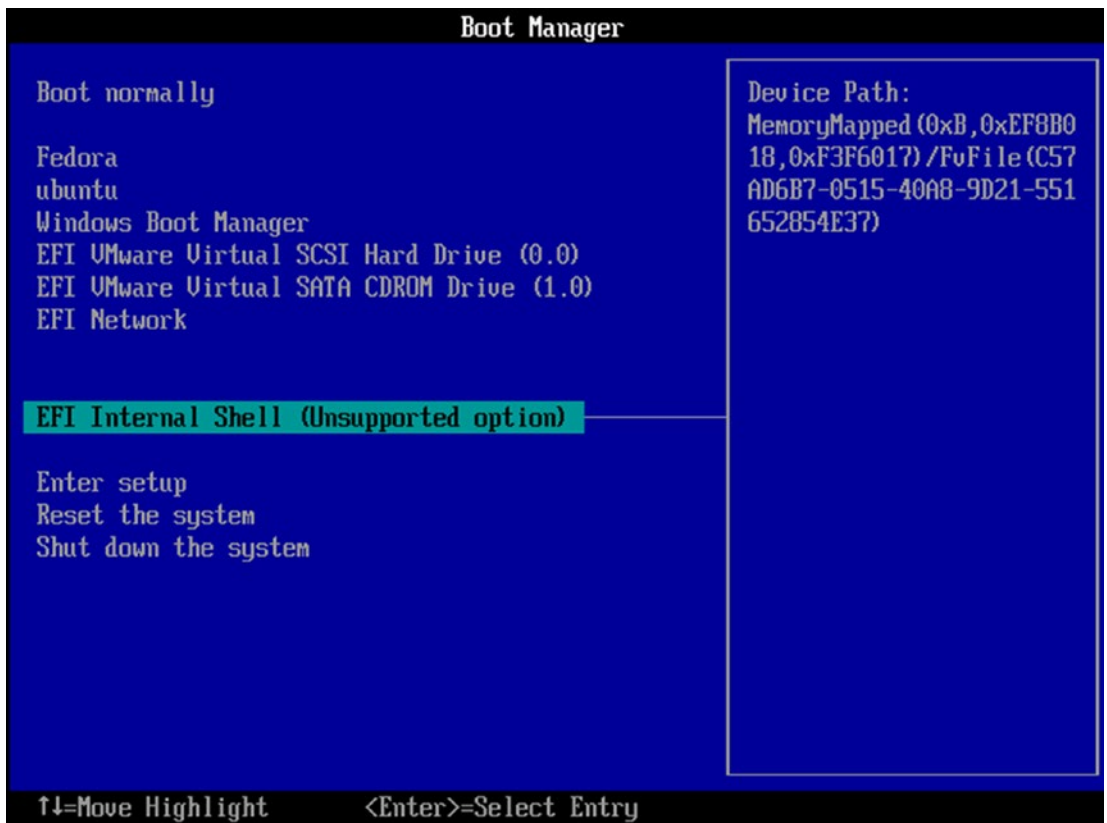 Boot Manager
Boot normally
Fedora
ubuntu
Windows Boot Manager
EFI VMware Virtual SCSI Hard Drive (0.0)
EFI VMware Virtual SATA CDROM Drive (1.0)
EFI Network
EFI Internal Shell (Unsupported option)
Enter setup
Reset the system
Shut down the system
Device Path:
MemoryMapped(0xB,0xEF8B0
18,0xF3F6017)/FvFile(C57
AD6B7-0515-40A8-9D21-551
652854E37)
↑↓=Move Highlight <Enter>=Select Entry